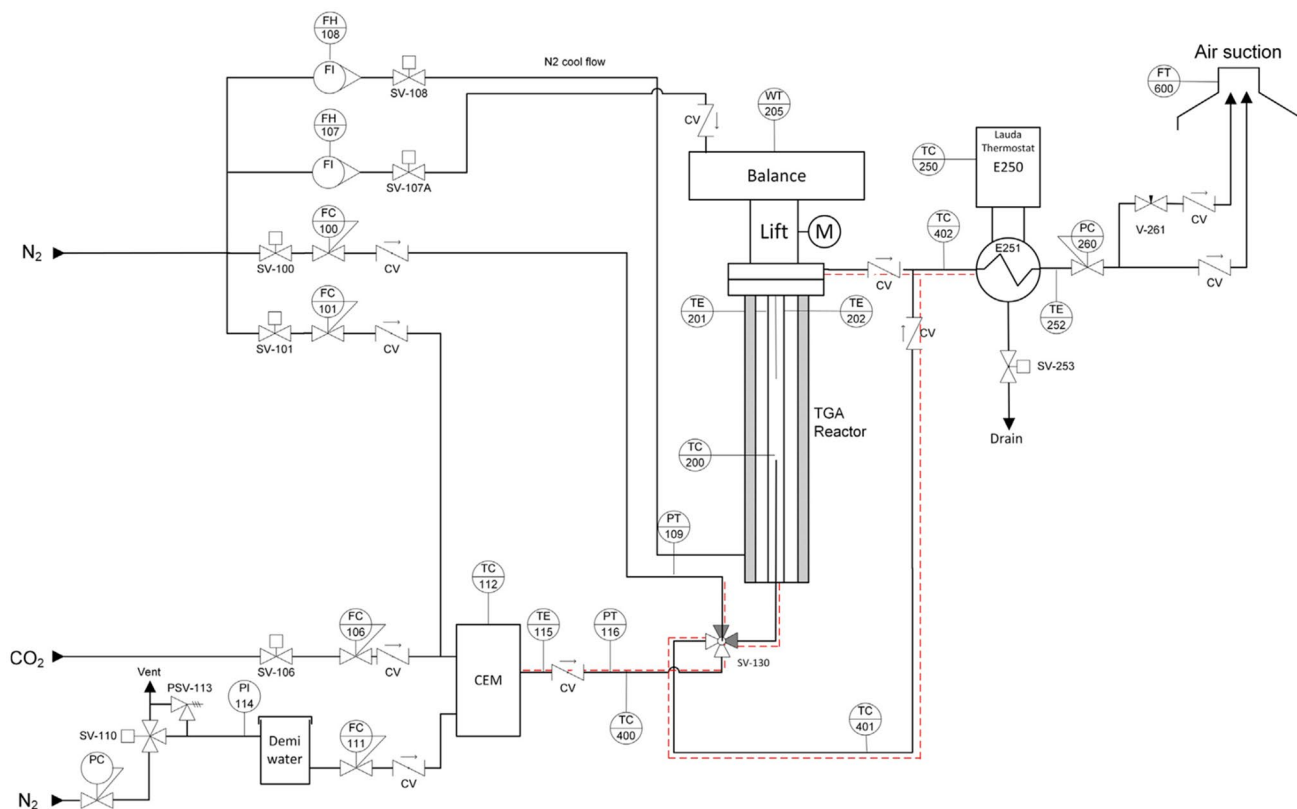 FH
108
FI
SV-108
N2 cool flow
FH
107
FI
SV-107A
CV
WT
205
Balance
Lift
M
Air suction
FT
600
Lauda
Thermostat
E250
TC
250
TC
402
E251
PC
260
V-261
CV
CV
CV
TE
252
SV-253
Drain
N₂
FC
100
SV-100
CV
FC
101
SV-101
CV
TE
201
TE
202
CV
TGA
Reactor
TC
200
PT
109
TC
112
CEM
TE
115
CV
PT
116
TC
400
SV-130
TC
401
CO₂
FC
106
SV-106
CV
Vent
PSV-113
PI
114
SV-110
Demi
water
FC
111
CV
PC
N₂